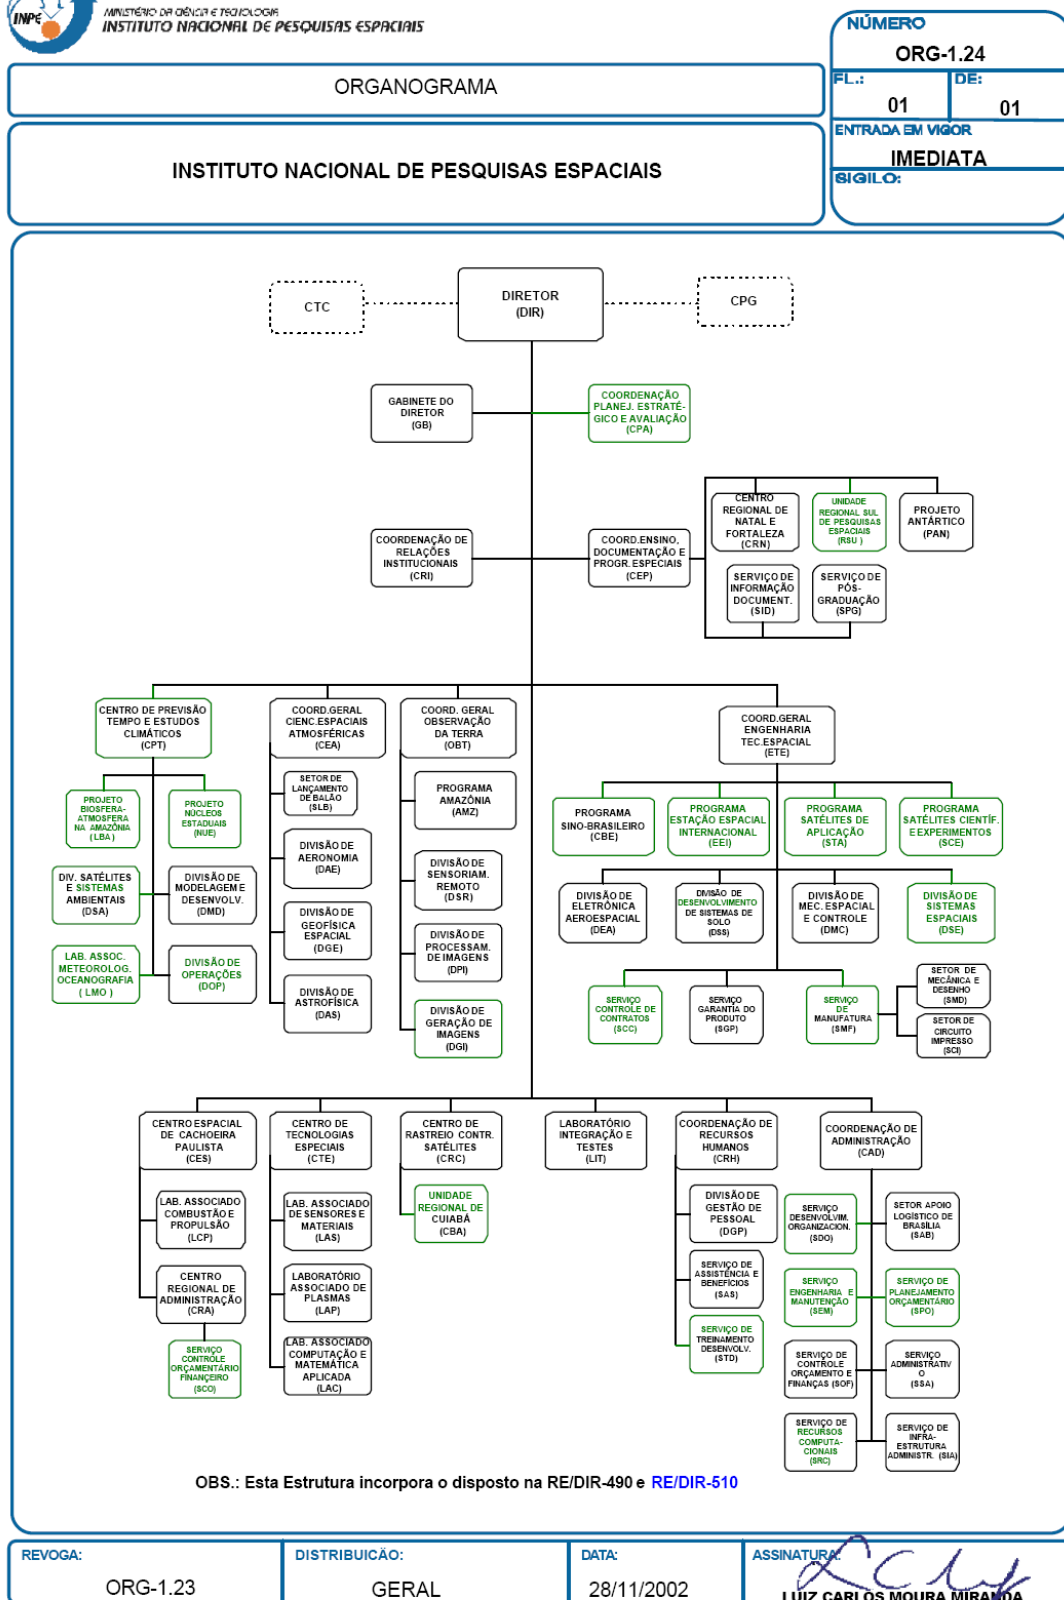 INPE
MINISTÉRIO DA CIÊNCIA E TECNOLOGIA
INSTITUTO NACIONAL DE PESQUISAS ESPACIAIS
NÚMERO
ORG-1.24
ORGANOGRAMA
FL.:
DE:
01
01
ENTRADA EM VIGOR
IMEDIATA
INSTITUTO NACIONAL DE PESQUISAS ESPACIAIS
SIGILO:
CTC
DIRETOR
(DIR)
CPG
GABINETE DO
DIRETOR
(GB)
COORDENAÇÃO
PLANEJ. ESTRATÉ-
GICO E AVALIAÇÃO
(CPA)
COORDENAÇÃO DE
RELAÇÕES
INSTITUCIONAIS
(CRI)
COORD.ENSINO,
DOCUMENTAÇÃO E
PROGR. ESPECIAIS
(CEP)
CENTRO
REGIONAL DE
NATAL E
FORTALEZA
(CRN)
UNIDADE
REGIONAL SUL
DE PESQUISAS
ESPACIAIS
(RSU )
PROJETO
ANTÁRTICO
(PAN)
SERVIÇO DE
INFORMAÇÃO
DOCUMENT.
(SID)
SERVIÇO DE
PÓS-
GRADUAÇÃO
(SPG)
CENTRO DE PREVISÃO
TEMPO E ESTUDOS
CLIMÁTICOS
(CPT)
COORD.GERAL
CIENC.ESPACIAIS
ATMOSFÉRICAS
(CEA)
COORD. GERAL
OBSERVAÇÃO
DA TERRA
(OBT)
COORD.GERAL
ENGENHARIA
TEC.ESPACIAL
(ETE)
PROJETO
BIOSFERA-
ATMOSFERA
NA AMAZÔNIA
( LBA )
PROJETO
NÚCLEOS
ESTADUAIS
(NUE)
DIV. SATÉLITES
E SISTEMAS
AMBIENTAIS
(DSA)
DIVISÃO DE
MODELAGEM E
DESENVOLV.
(DMD)
LAB. ASSOC.
METEOROLOG.
OCEANOGRAFIA
( LMO )
DIVISÃO DE
OPERAÇÕES
(DOP)
SETOR DE
LANÇAMENTO
DE BALÃO
(SLB)
DIVISÃO DE
AERONOMIA
(DAE)
DIVISÃO DE
GEOFÍSICA
ESPACIAL
(DGE)
DIVISÃO DE
ASTROFÍSICA
(DAS)
PROGRAMA
AMAZÔNIA
(AMZ)
DIVISÃO DE
SENSORIAM.
REMOTO
(DSR)
DIVISÃO DE
PROCESSAM.
DE IMAGENS
(DPI)
DIVISÃO DE
GERAÇÃO DE
IMAGENS
(DGI)
PROGRAMA
SINO-BRASILEIRO
(CBE)
PROGRAMA
ESTAÇÃO ESPACIAL
INTERNACIONAL
(EEI)
PROGRAMA
SATÉLITES DE
APLICAÇÃO
(STA)
PROGRAMA
SATÉLITES CIENTÍF.
E EXPERIMENTOS
(SCE)
DIVISÃO DE
ELETRÔNICA
AEROESPACIAL
(DEA)
DIVISÃO DE
DESENVOLVIMENTO
DE SISTEMAS DE
SOLO
(DSS)
DIVISÃO DE
MEC. ESPACIAL
E CONTROLE
(DMC)
DIVISÃO DE
SISTEMAS
ESPACIAIS
(DSE)
SERVIÇO
CONTROLE DE
CONTRATOS
(SCC)
SERVIÇO
GARANTIA DO
PRODUTO
(SGP)
SERVIÇO
DE
MANUFATURA
(SMF)
SETOR DE
MECÂNICA E
DESENHO
(SMD)
SETOR DE
CIRCUITO
IMPRESSO
(SCI)
CENTRO ESPACIAL
DE CACHOEIRA
PAULISTA
(CES)
CENTRO DE
TECNOLOGIAS
ESPECIAIS
(CTE)
CENTRO DE
RASTREIO CONTR.
SATÉLITES
(CRC)
LABORATÓRIO
INTEGRAÇÃO E
TESTES
(LIT)
COORDENAÇÃO DE
RECURSOS
HUMANOS
(CRH)
COORDENAÇÃO DE
ADMINISTRAÇÃO
(CAD)
LAB. ASSOCIADO
COMBUSTÃO E
PROPULSÃO
(LCP)
CENTRO
REGIONAL DE
ADMINISTRAÇÃO
(CRA)
SERVIÇO
CONTROLE
ORÇAMENTÁRIO
FINANÇEIRO
(SCO)
LAB. ASSOCIADO
DE SENSORES E
MATERIAIS
(LAS)
LABORATÓRIO
ASSOCIADO DE
PLASMAS
(LAP)
LAB. ASSOCIADO
COMPUTAÇÃO E
MATEMÁTICA
APLICADA
(LAC)
UNIDADE
REGIONAL DE
CUIABÁ
(CBA)
DIVISÃO DE
GESTÃO DE
PESSOAL
(DGP)
SERVIÇO DE
ASSISTÊNCIA E
BENEFÍCIOS
(SAS)
SERVIÇO DE
TREINAMENTO
DESENVOLV.
(STD)
SERVIÇO
DESENVOLVIM.
ORGANIZACION.
(SDO)
SETOR APOIO
LOGÍSTICO DE
BRASÍLIA
(SAB)
SERVIÇO
ENGENHARIA E
MANUTENÇÃO
(SEM)
SERVIÇO DE
PLANEJAMENTO
ORÇAMENTÁRIO
(SPO)
SERVIÇO DE
CONTROLE
ORÇAMENTO E
FINANÇAS (SOF)
SERVIÇO
ADMINISTRATIV
O
(SSA)
SERVIÇO DE
RECURSOS
COMPUTA-
CIONAIS
(SRC)
SERVIÇO DE
INFRA-
ESTRUTURA
ADMINISTR. (SIA)
OBS.: Esta Estrutura incorpora o disposto na RE/DIR-490 e RE/DIR-510
REVOGA:
ORG-1.23
DISTRIBUICÃO:
GERAL
DATA:
28/11/2002
ASSINATURA:
LUIZ CARLOS MOURA MIRANDA